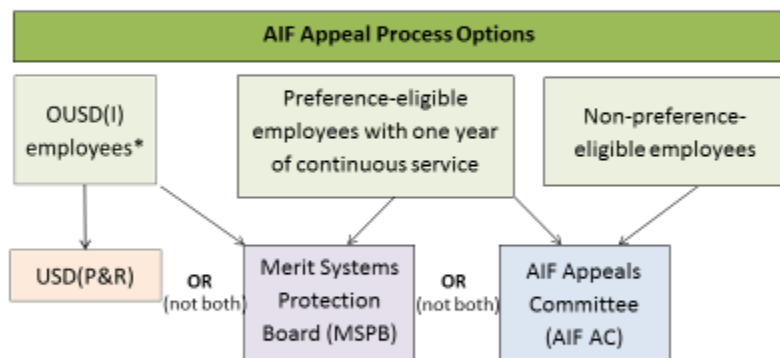 AIF Appeal Process Options
OUSD(I)
employees*
Preference-eligible
employees with one year
of continuous service
Non-preference-
eligible employees
USD(P&R)
OR
(not both)
Merit Systems
Protection
Board (MSPB)
OR
(not both)
AIF Appeals
Committee
(AIF AC)